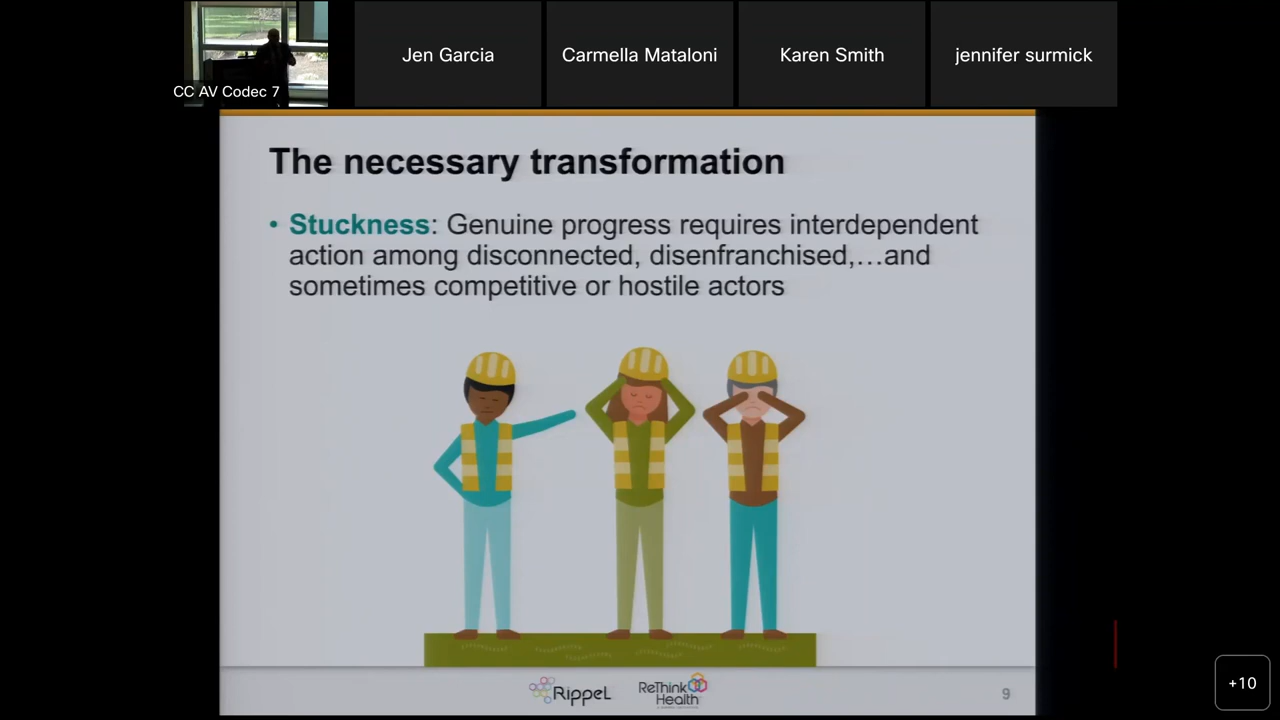 CC AV Codec 7
Jen Garcia
Carmella Mataloni
Karen Smith
jennifer surmick
The necessary transformation
• Stuckness: Genuine progress requires interdependent
action among disconnected, disenfranchised,…and
sometimes competitive or hostile actors
Rippel
ReThink
Health
9
+10